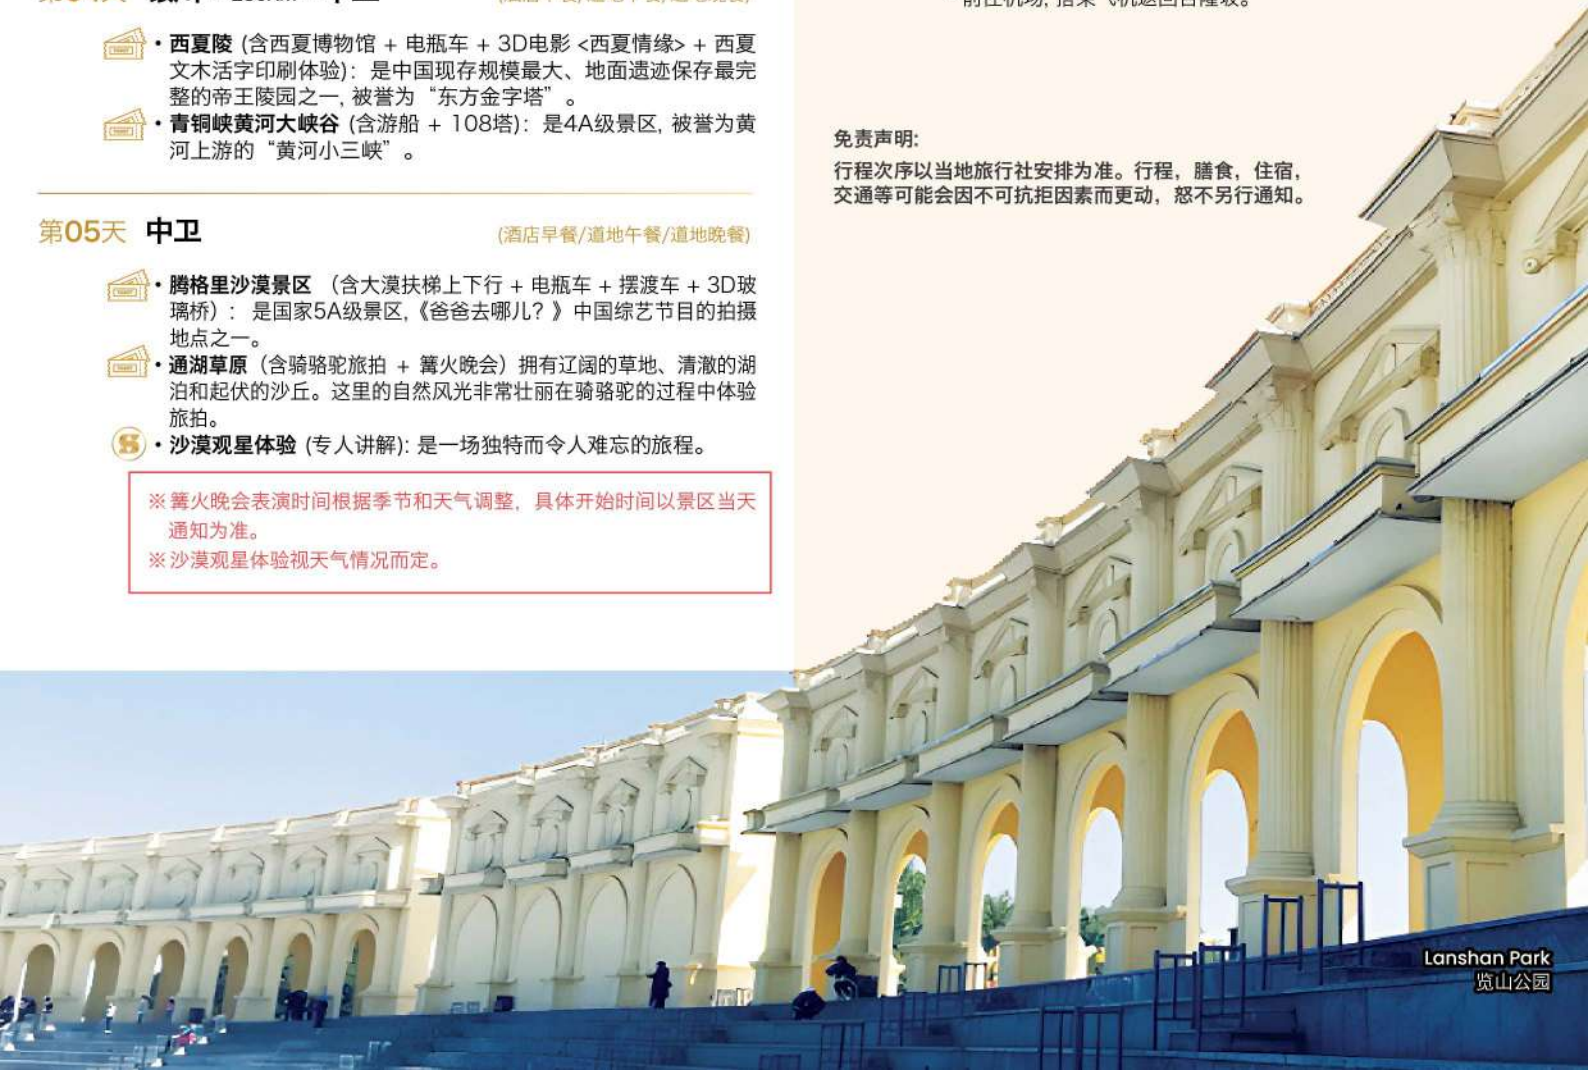 西夏陵 (含西夏博物馆 + 电瓶车 + 3D电影 <西夏情缘> + 西夏
文木活字印刷体验)：是中国现存规模最大、地面遗迹保存最完
整的帝王陵园之一, 被誉为“东方金字塔”。
青铜峡黄河大峡谷 (含游船 + 108塔)：是4A级景区, 被誉为黄
河上游的“黄河小三峡”。
第05天 中卫 (酒店早餐/道地午餐/道地晚餐)
腾格里沙漠景区 （含大漠扶梯上下行 + 电瓶车 + 摆渡车 + 3D玻
璃桥）： 是国家5A级景区,《爸爸去哪儿？》中国综艺节目的拍摄
地点之一。
通湖草原（含骑骆驼旅拍 + 篝火晚会）拥有辽阔的草地、清澈的湖
泊和起伏的沙丘。这里的自然风光非常壮丽在骑骆驼的过程中体验
旅拍。
沙漠观星体验 (专人讲解): 是一场独特而令人难忘的旅程。
※篝火晚会表演时间根据季节和天气调整，具体开始时间以景区当天
通知为准。
※沙漠观星体验视天气情况而定。
前往机场, 搭乘飞机返回吉隆坡。
免责声明:
行程次序以当地旅行社安排为准。行程，膳食，住宿，
交通等可能会因不可抗拒因素而更动，怒不另行通知。
Lanshan Park
览山公园